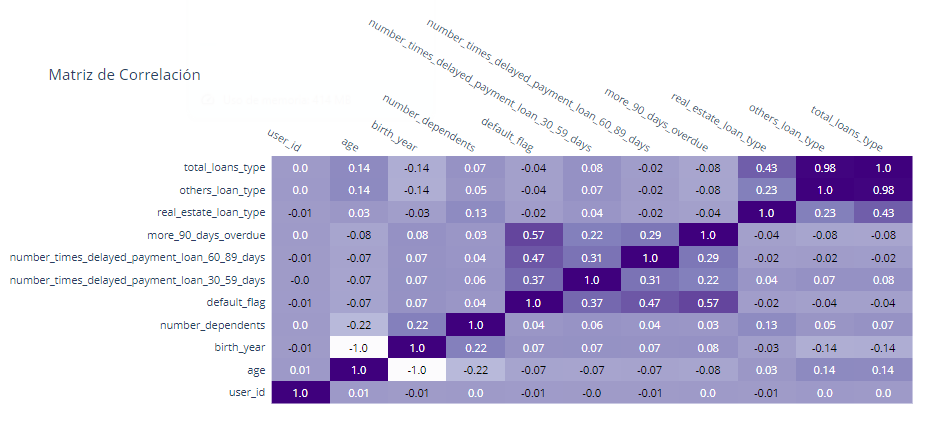 Matriz de Correlación
user_id
age
birth_year
number_dependents
default_flag
number_times_delayed_payment_loan_30_59_days
number_times_delayed_payment_loan_60_89_days
more_90_days_overdue
real_estate_loan_type
others_loan_type
total_loans_type
total_loans_type 0.0 0.14 -0.14 0.07 -0.04 0.08 -0.02 -0.08 0.43 0.98 1.0
others_loan_type 0.0 0.14 -0.14 0.05 -0.04 0.07 -0.02 -0.08 0.23 1.0 0.98
real_estate_loan_type -0.01 0.03 -0.03 0.13 -0.02 0.04 -0.02 -0.04 1.0 0.23 0.43
more_90_days_overdue 0.0 -0.08 0.08 0.03 0.57 0.22 0.29 1.0 -0.04 -0.08 -0.08
number_times_delayed_payment_loan_60_89_days -0.01 -0.07 0.07 0.04 0.47 0.31 1.0 0.29 -0.02 -0.02 -0.02
number_times_delayed_payment_loan_30_59_days -0.0 -0.07 0.07 0.06 0.37 1.0 0.31 0.22 0.04 0.07 0.08
default_flag -0.01 -0.07 0.07 0.04 1.0 0.37 0.47 0.57 -0.02 -0.04 -0.04
number_dependents 0.0 -0.22 0.22 1.0 0.04 0.06 0.04 0.03 0.13 0.05 0.07
birth_year -0.01 -1.0 1.0 0.22 0.07 0.07 0.07 0.08 -0.03 -0.14 -0.14
age 0.01 1.0 -1.0 -0.22 -0.07 -0.07 -0.07 -0.08 0.03 0.14 0.14
user_id 1.0 0.01 -0.01 0.0 -0.01 -0.0 -0.01 0.0 -0.01 0.0 0.0